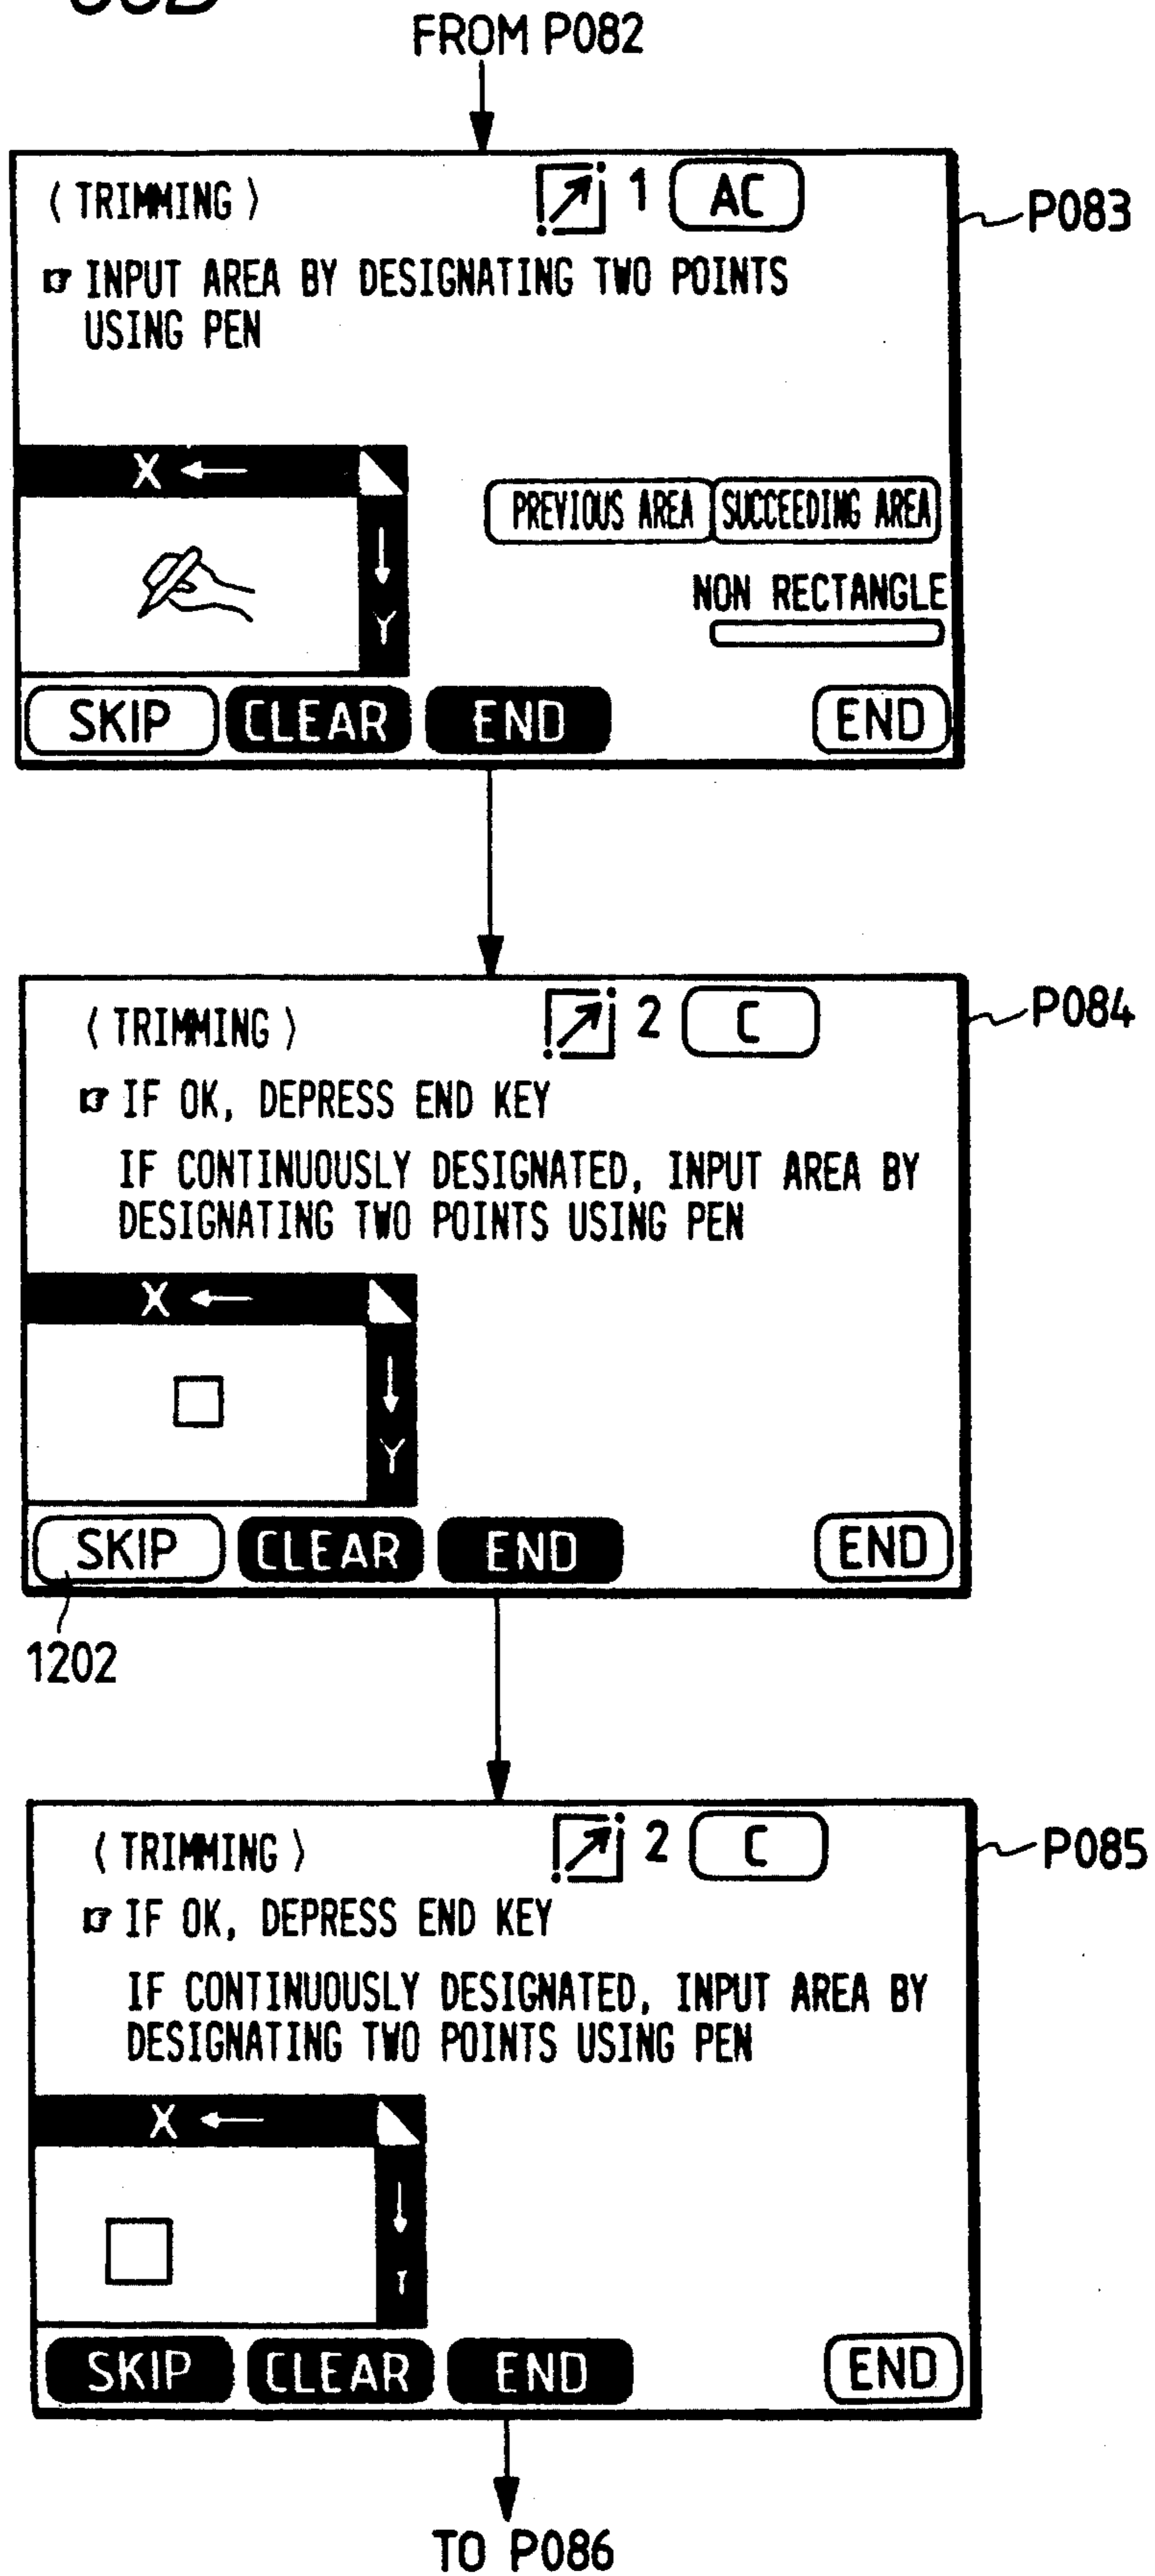 FROM P082
〈TRIMMING〉 1 AC
P083
☞ INPUT AREA BY DESIGNATING TWO POINTS
USING PEN
X ←
↓
Y
PREVIOUS AREA SUCCEEDING AREA
NON RECTANGLE
SKIP CLEAR END END
〈TRIMMING〉 2 C
P084
☞ IF OK, DEPRESS END KEY
IF CONTINUOUSLY DESIGNATED, INPUT AREA BY
DESIGNATING TWO POINTS USING PEN
X ←
↓
Y
SKIP CLEAR END END
1202
〈TRIMMING〉 2 C
P085
☞ IF OK, DEPRESS END KEY
IF CONTINUOUSLY DESIGNATED, INPUT AREA BY
DESIGNATING TWO POINTS USING PEN
X ←
↓
SKIP CLEAR END END
TO P086